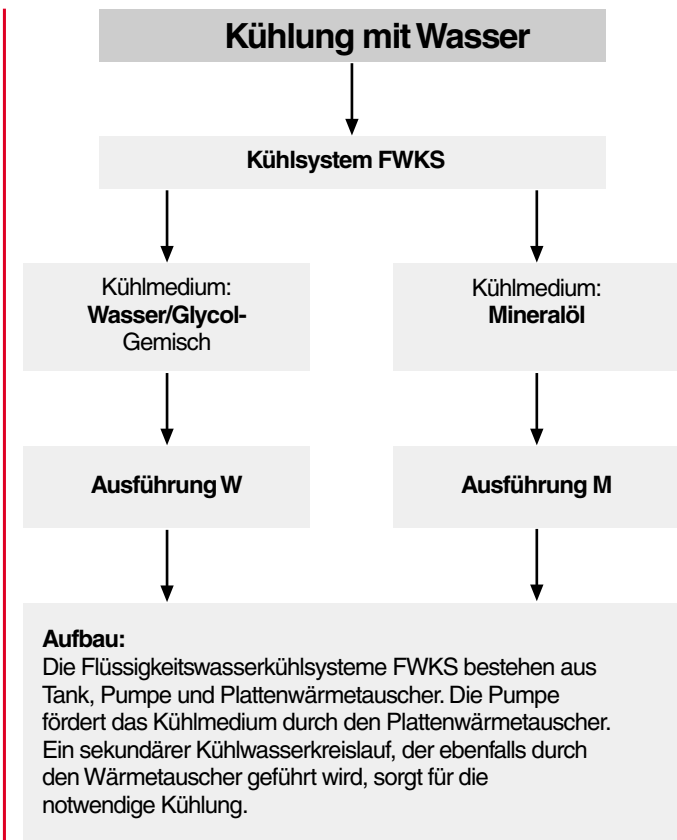 Kühlung mit Wasser
Kühlsystem FWKS
Kühlmedium:
Wasser/Glycol-
Gemisch
Kühlmedium:
Mineralöl
Ausführung W
Ausführung M
Aufbau:
Die Flüssigkeitswasserkühlsysteme FWKS bestehen aus
Tank, Pumpe und Plattenwärmetauscher. Die Pumpe
fördert das Kühlmedium durch den Plattenwärmetauscher.
Ein sekundärer Kühlwasserkreislauf, der ebenfalls durch
den Wärmetauscher geführt wird, sorgt für die
notwendige Kühlung.